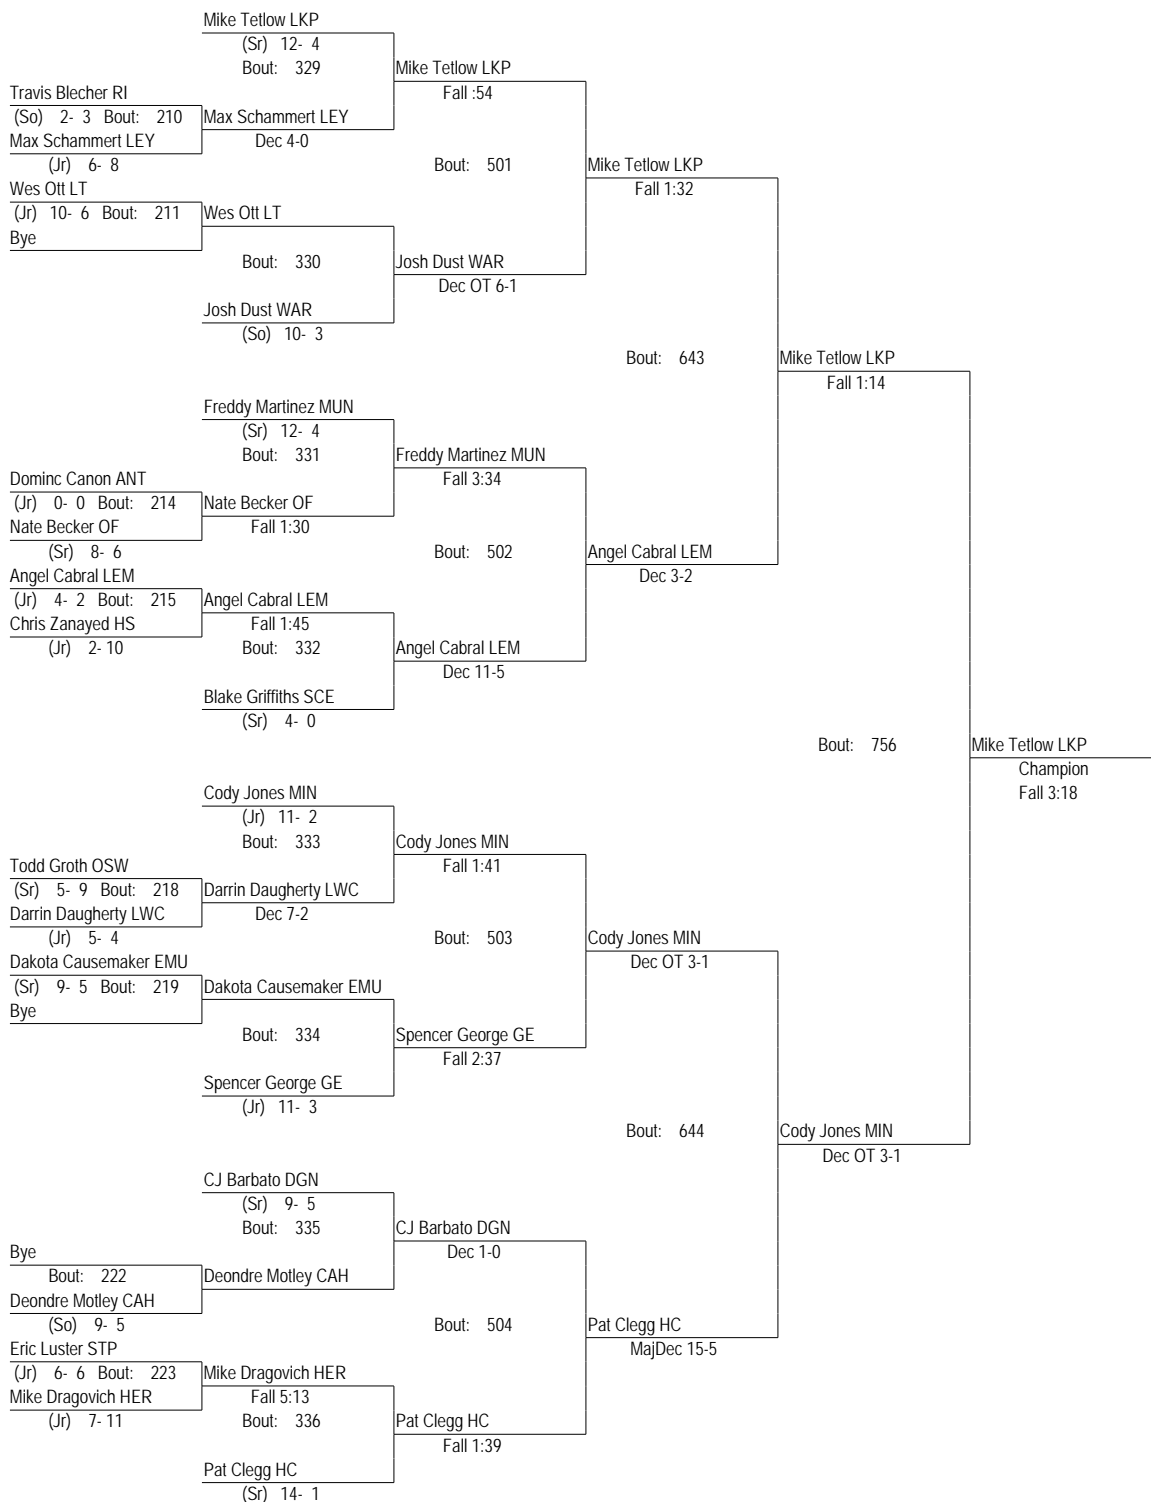 Mike Tetlow LKP
(Sr) 12- 4
Bout: 329
Mike Tetlow LKP
Fall :54
Travis Blecher RI
(So) 2- 3 Bout: 210
Max Schammert LEY
Dec 4-0
Max Schammert LEY
(Jr) 6- 8
Bout: 501
Mike Tetlow LKP
Fall 1:32
Wes Ott LT
(Jr) 10- 6 Bout: 211
Wes Ott LT
Bye
Bout: 330
Josh Dust WAR
Dec OT 6-1
Josh Dust WAR
(So) 10- 3
Bout: 643
Mike Tetlow LKP
Fall 1:14
Freddy Martinez MUN
(Sr) 12- 4
Bout: 331
Freddy Martinez MUN
Fall 3:34
Dominc Canon ANT
(Jr) 0- 0 Bout: 214
Nate Becker OF
Fall 1:30
Nate Becker OF
(Sr) 8- 6
Bout: 502
Angel Cabral LEM
Dec 3-2
Angel Cabral LEM
(Jr) 4- 2 Bout: 215
Angel Cabral LEM
Fall 1:45
Chris Zanayed HS
(Jr) 2- 10
Bout: 332
Angel Cabral LEM
Dec 11-5
Blake Griffiths SCE
(Sr) 4- 0
Bout: 756
Mike Tetlow LKP
Champion
Fall 3:18
Cody Jones MIN
(Jr) 11- 2
Bout: 333
Cody Jones MIN
Fall 1:41
Todd Groth OSW
(Sr) 5- 9 Bout: 218
Darrin Daugherty LWC
Dec 7-2
Darrin Daugherty LWC
(Jr) 5- 4
Bout: 503
Cody Jones MIN
Dec OT 3-1
Dakota Causemaker EMU
(Sr) 9- 5 Bout: 219
Dakota Causemaker EMU
Bye
Bout: 334
Spencer George GE
Fall 2:37
Spencer George GE
(Jr) 11- 3
Bout: 644
Cody Jones MIN
Dec OT 3-1
CJ Barbato DGN
(Sr) 9- 5
Bout: 335
CJ Barbato DGN
Dec 1-0
Bye
Bout: 222
Deondre Motley CAH
Deondre Motley CAH
(So) 9- 5
Bout: 504
Pat Clegg HC
MajDec 15-5
Eric Luster STP
(Jr) 6- 6 Bout: 223
Mike Dragovich HER
Fall 5:13
Mike Dragovich HER
(Jr) 7- 11
Bout: 336
Pat Clegg HC
Fall 1:39
Pat Clegg HC
(Sr) 14- 1